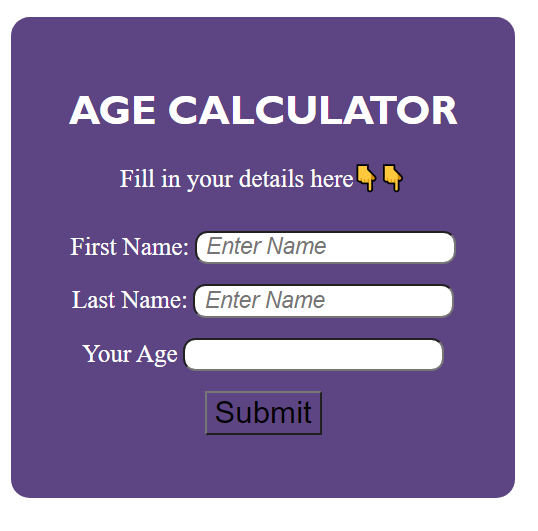 AGE CALCULATOR
Fill in your details here👇👇
First Name: Enter Name
Last Name: Enter Name
Your Age
Submit